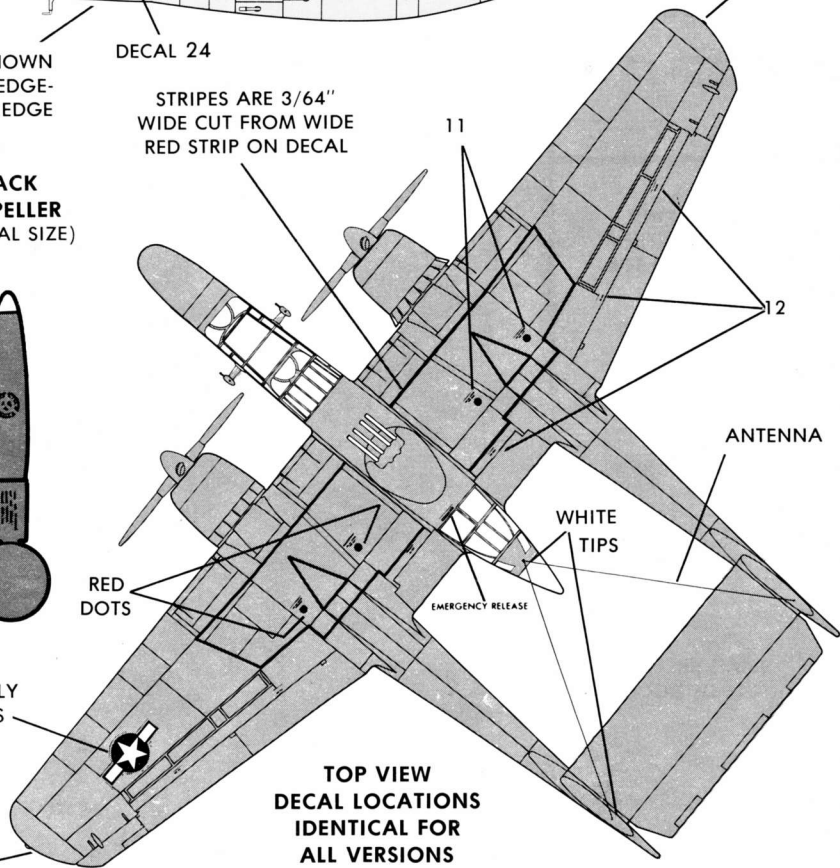 DECAL 24
OWN
EDGE-
EDGE
STRIPES ARE 3/64"
WIDE CUT FROM WIDE
RED STRIP ON DECAL
11
ACK
PELLER
AL SIZE)
12
ANTENNA
WHITE
TIPS
RED
DOTS
EMERGENCY RELEASE
LY
S
TOP VIEW
DECAL LOCATIONS
IDENTICAL FOR
ALL VERSIONS